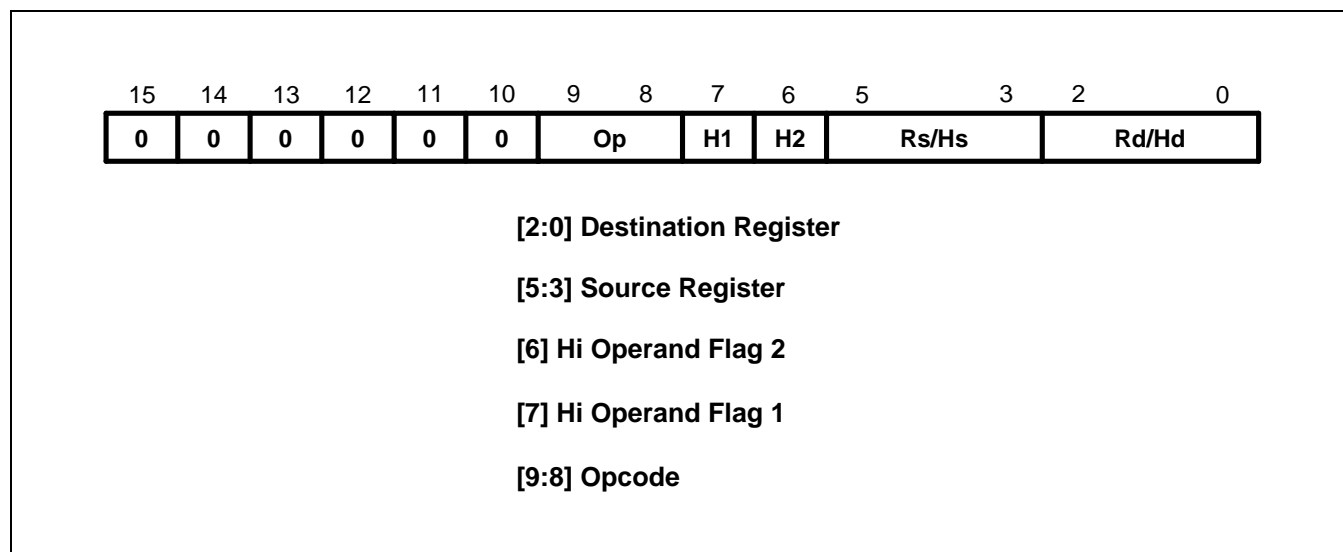 15 14 13 12 11 10 9 8 7 6 5 3 2 0
0 0 0 0 0 0 Op H1 H2 Rs/Hs Rd/Hd
[2:0] Destination Register
[5:3] Source Register
[6] Hi Operand Flag 2
[7] Hi Operand Flag 1
[9:8] Opcode